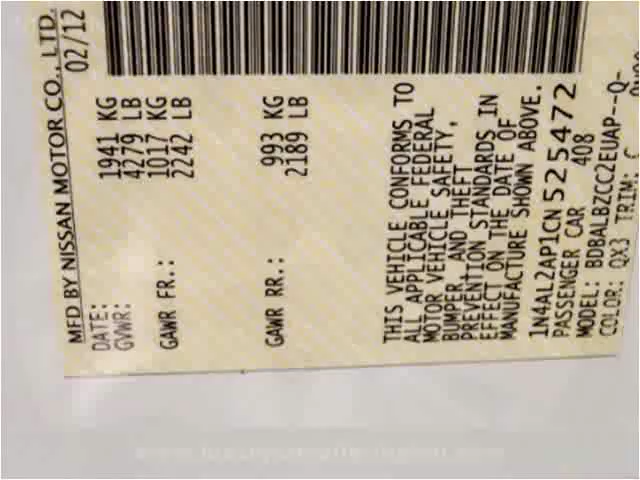 MFD BY NISSAN MOTOR CO., LTD.
DATE: 02/12
GVWR: 1941 KG
4279 LB
GAWR FR.: 1017 KG
2242 LB
GAWR RR.: 993 KG
2189 LB
THIS VEHICLE CONFORMS TO
ALL APPLICABLE FEDERAL
MOTOR VEHICLE SAFETY,
BUMPER, AND THEFT
PREVENTION STANDARDS IN
EFFECT ON THE DATE OF
MANUFACTURE SHOWN ABOVE.
1N4AL2AP1CN525472
PASSENGER CAR 408
MODEL: BDBALBZCC2EUAP--Q-
COLOR: QX3 TRIM: C